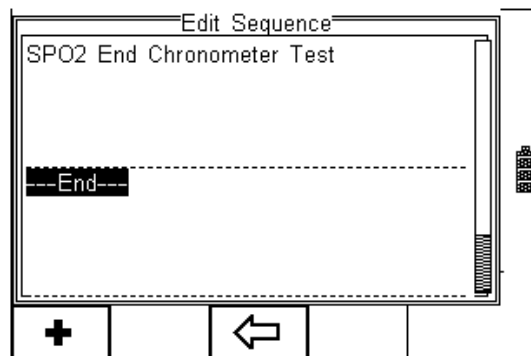 Edit Sequence
SPO2 End Chronometer Test
---End---